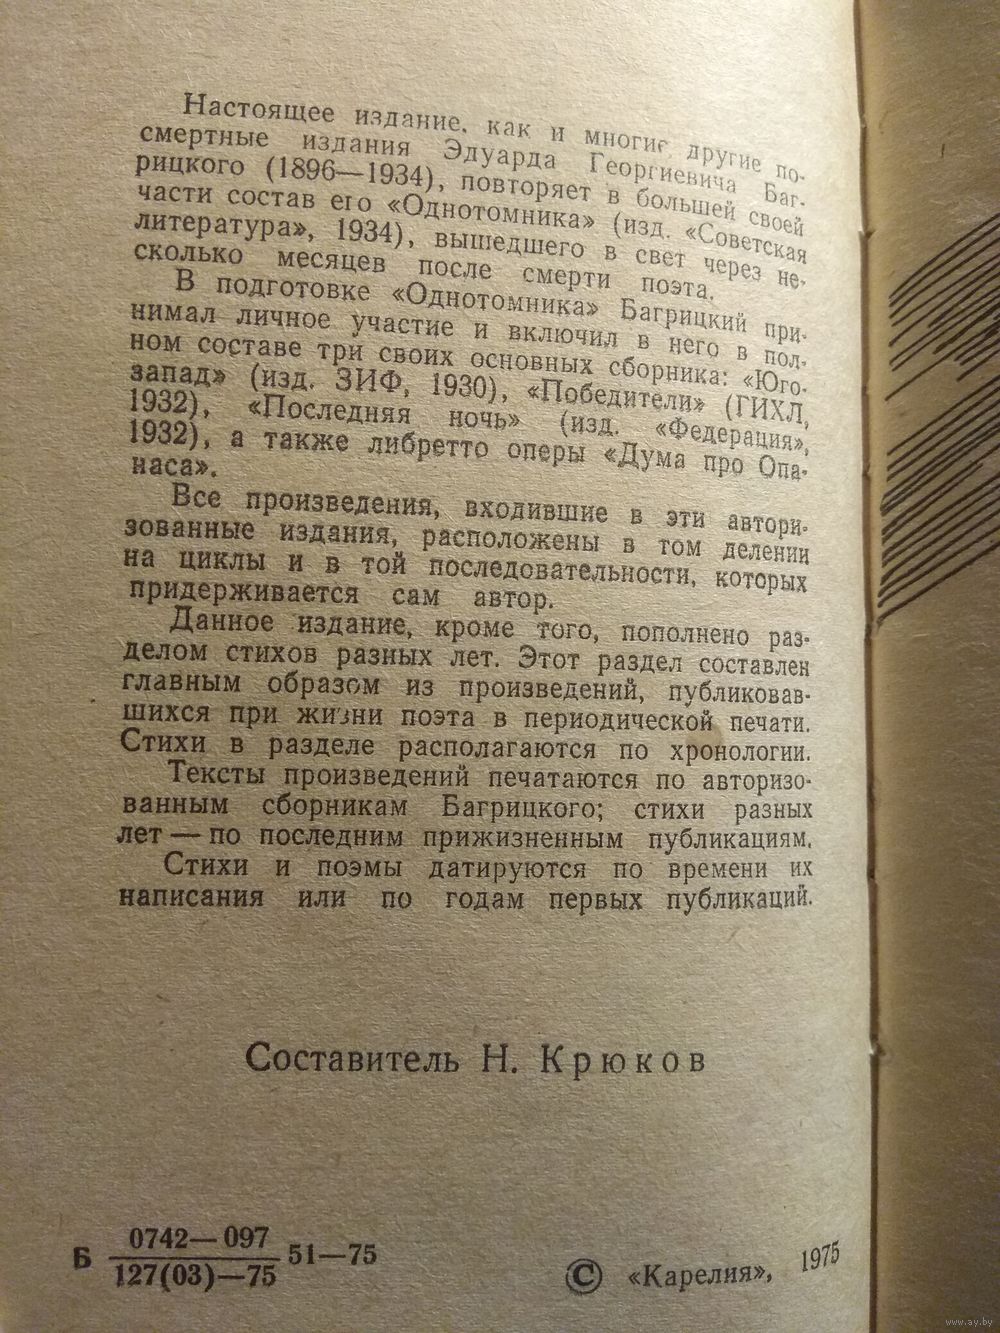 Настоящее издание, как и многие другие по-
смертные издания Эдуарда Георгиевича Баг-
рицкого (1896—1934), повторяет в большей своей
части состав его «Однотомника» (изд. «Советская
литература», 1934), вышедшего в свет через не-
сколько месяцев после смерти поэта.
В подготовке «Однотомника» Багрицкий при-
нимал личное участие и включил в него в пол-
ном составе три своих основных сборника: «Юго-
запад» (изд. ЗИФ, 1930), «Победители» (ГИХЛ,
1932), «Последняя ночь» (изд. «Федерация»,
1932), а также либретто оперы «Дума про Опа-
наса».
Все произведения, входившие в эти автори-
зованные издания, расположены в том делении
на циклы и в той последовательности, которых
придерживается сам автор.
Данное издание, кроме того, пополнено раз-
делом стихов разных лет. Этот раздел составлен
главным образом из произведений, публиковав-
шихся при жизни поэта в периодической печати.
Стихи в разделе располагаются по хронологии.
Тексты произведений печатаются по авторизо-
ванным сборникам Багрицкого; стихи разных
лет — по последним прижизненным публикациям.
Стихи и поэмы датируются по времени их
написания или по годам первых публикаций.
Составитель Н. Крюков
Б 0742—097 51—75
127(03)—75
© «Карелия», 1975
www.ay.by